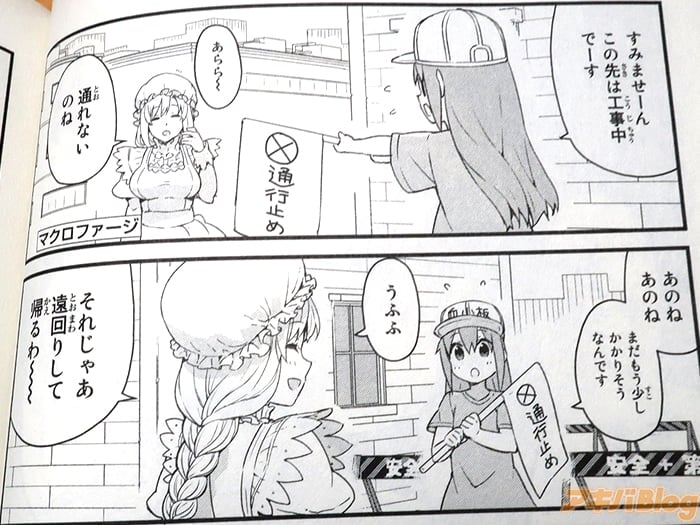 すみませーん
この先は工事中
でーす
通行止め
あらら〜
通れない
のね
マクロファージ
あのね
あのね
まだもう少し
かかりそう
なんです
血小板
通行止め
うふふ
それじゃあ
遠回りして
帰るわ〜〜
安全
安全+第
アキバBlog